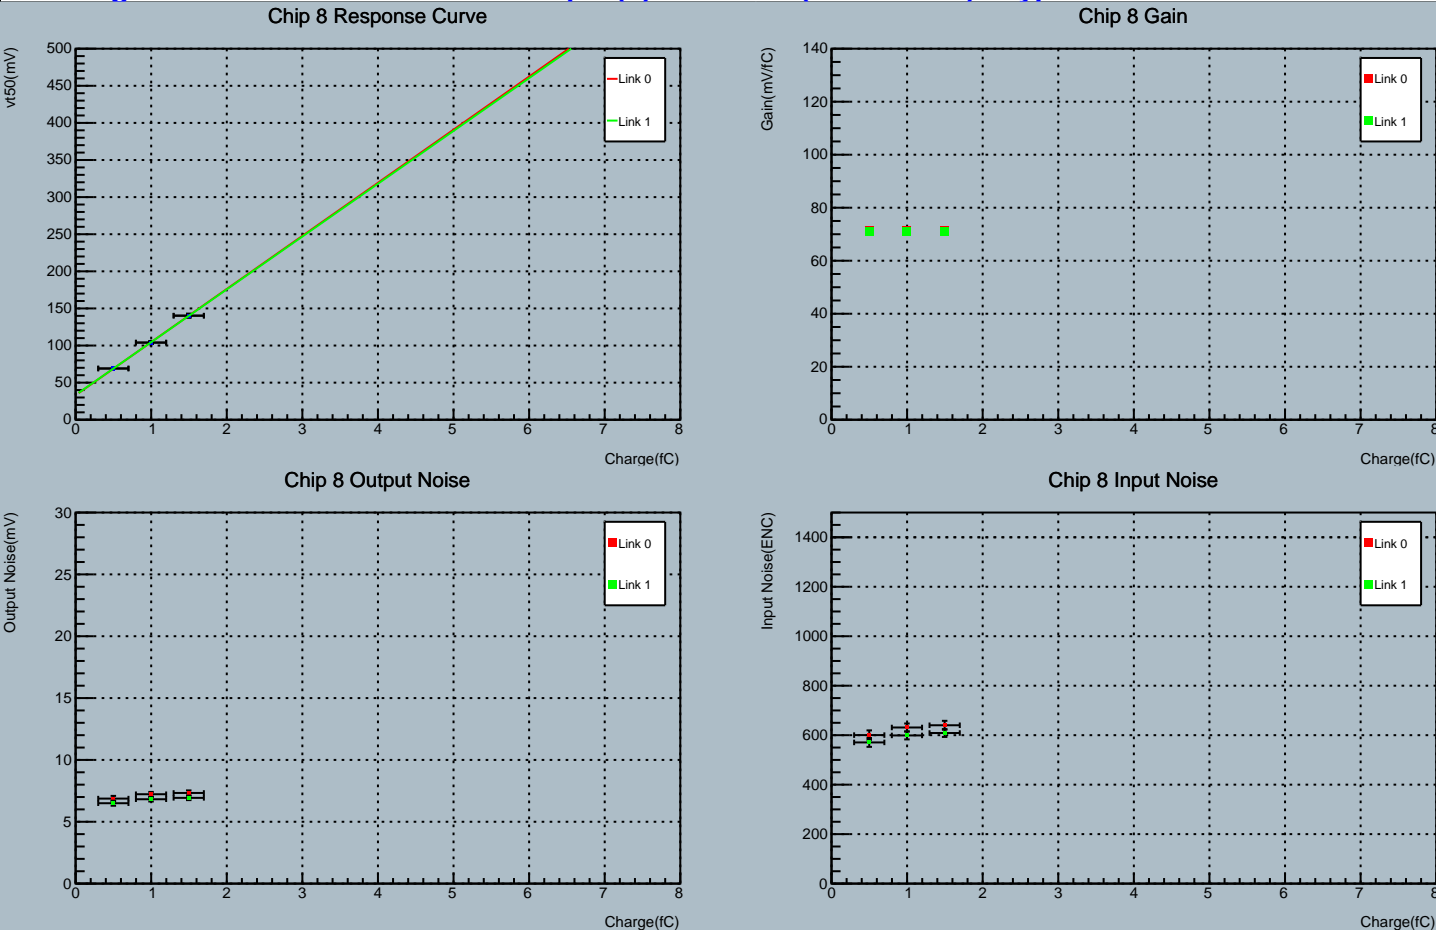 Chip 8 Response Curve
vt50(mV)
500
450
400
350
300
250
200
150
100
50
0
0 1 2 3 4 5 6 7 8
Charge(fC)
Link 0
Link 1
Chip 8 Gain
Gain(mV/fC)
140
120
100
80
60
40
20
0
0 1 2 3 4 5 6 7 8
Charge(fC)
Link 0
Link 1
Chip 8 Output Noise
Output Noise(mV)
30
25
20
15
10
5
0
0 1 2 3 4 5 6 7 8
Charge(fC)
Link 0
Link 1
Chip 8 Input Noise
Input Noise(ENC)
1400
1200
1000
800
600
400
200
0
0 1 2 3 4 5 6 7 8
Charge(fC)
Link 0
Link 1